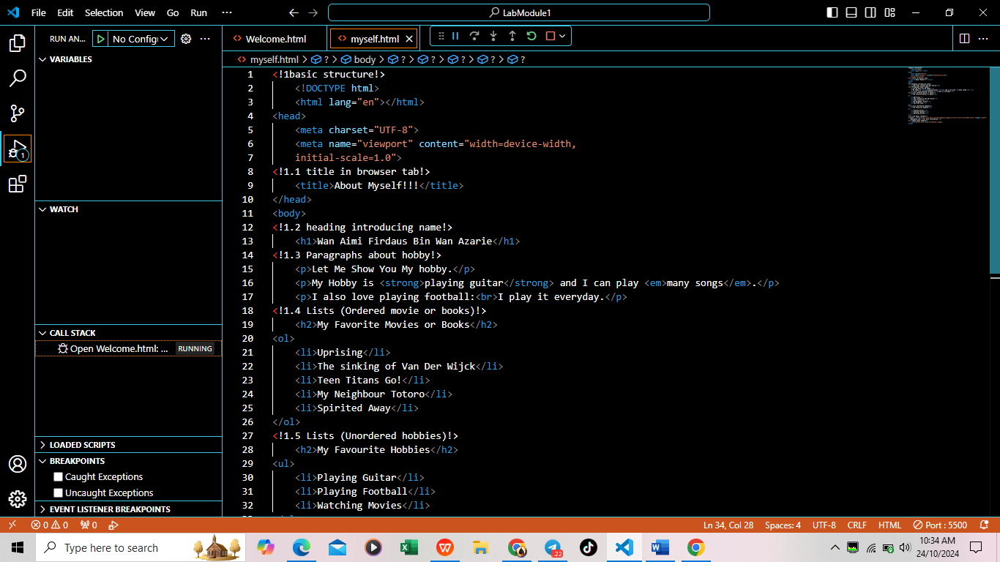 File Edit Selection View Go Run ··· LabModule1
RUN AN... No Config ···
Welcome.html myself.html
VARIABLES
myself.html > ? > body > ? > ? > ? > ? > ?
1 <!1basic structure!>
2 <!DOCTYPE html>
3 <html lang="en"></html>
4 <head>
5 <meta charset="UTF-8">
6 <meta name="viewport" content="width=device-width,
7 initial-scale=1.0">
8 <!1.1 title in browser tab!>
9 <title>About Myself!!!</title>
10 </head>
11 <body>
12 <!1.2 heading introducing name!>
13 <h1>Wan Aimi Firdaus Bin Wan Azarie</h1>
14 <!1.3 Paragraphs about hobby!>
15 <p>Let Me Show You My hobby.</p>
16 <p>My Hobby is <strong>playing guitar</strong> and I can play <em>many songs</em>.</p>
17 <p>I also love playing football:<br>I play it everyday.</p>
18 <!1.4 Lists (Ordered movie or books)!>
19 <h2>My Favorite Movies or Books</h2>
20 <ol>
21 <li>Uprising</li>
22 <li>The sinking of Van Der Wijck</li>
23 <li>Teen Titans Go!</li>
24 <li>My Neighbour Totoro</li>
25 <li>Spirited Away</li>
26 </ol>
27 <!1.5 Lists (Unordered hobbies)!>
28 <h2>My Favourite Hobbies</h2>
29 <ul>
30 <li>Playing Guitar</li>
31 <li>Playing Football</li>
32 <li>Watching Movies</li>
WATCH
CALL STACK
Open Welcome.html: ... RUNNING
LOADED SCRIPTS
BREAKPOINTS
Caught Exceptions
Uncaught Exceptions
EVENT LISTENER BREAKPOINTS
1
0 0 0 Ln 34, Col 28 Spaces: 4 UTF-8 CRLF HTML Port : 5500
Type here to search
.22
10:34 AM
24/10/2024